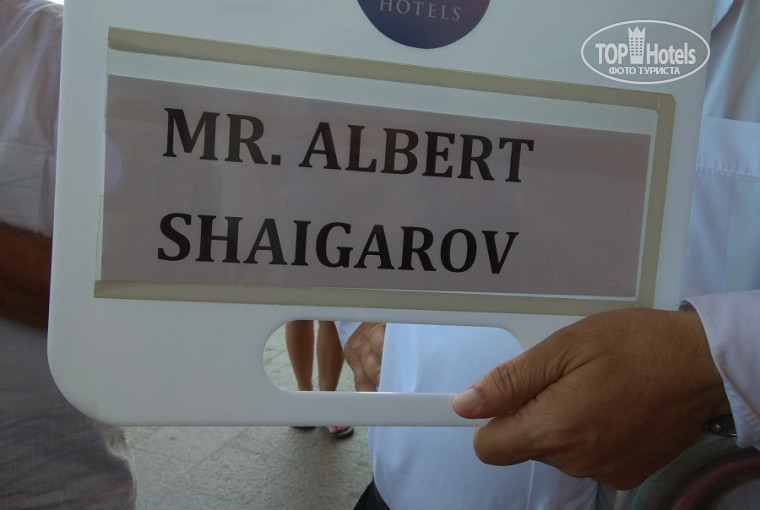 HOTELS
TOP Hotels
ФОТО ТУРИСТА
MR. ALBERT
SHAIGAROV